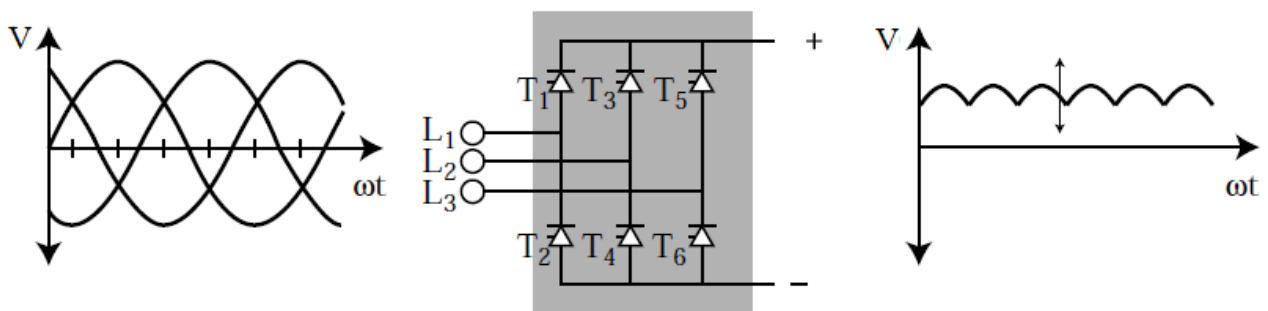 V
ωt
T1 T3 T5
L1
L2
L3
T2 T4 T6
+
−
V
ωt